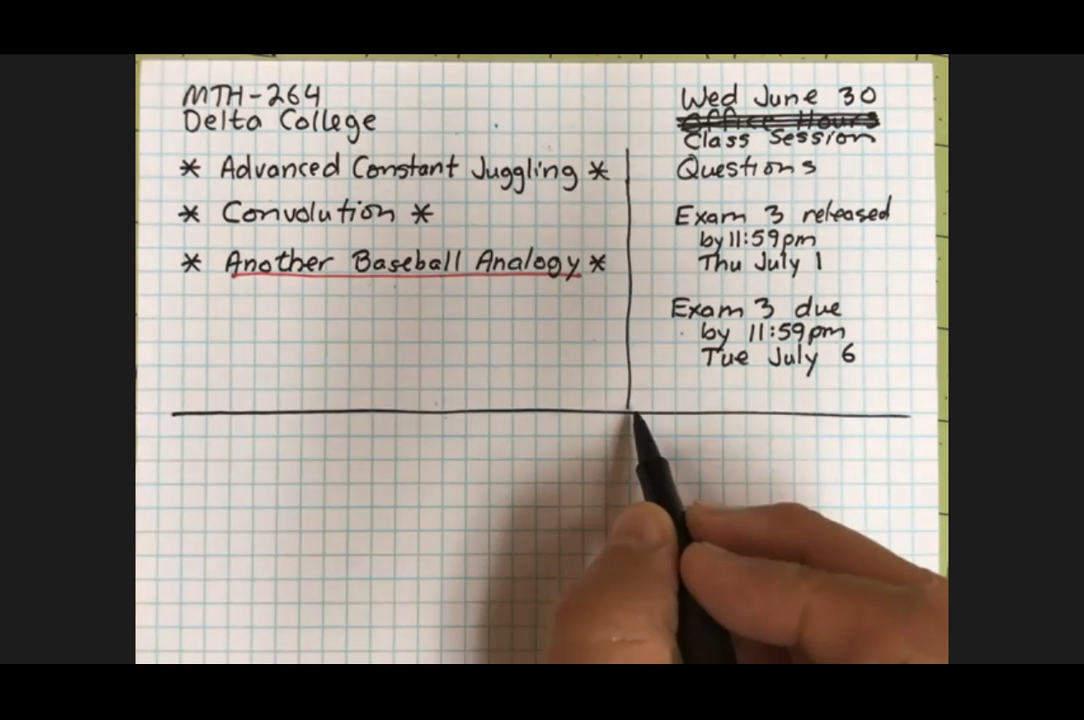 MTH-264
Delta College
* Advanced Constant Juggling *
* Convolution *
* Another Baseball Analogy *
Wed June 30
Office Hours
Class Session
Questions
Exam 3 released
by 11:59pm
Thu July 1
Exam 3 due
by 11:59pm
Tue July 6